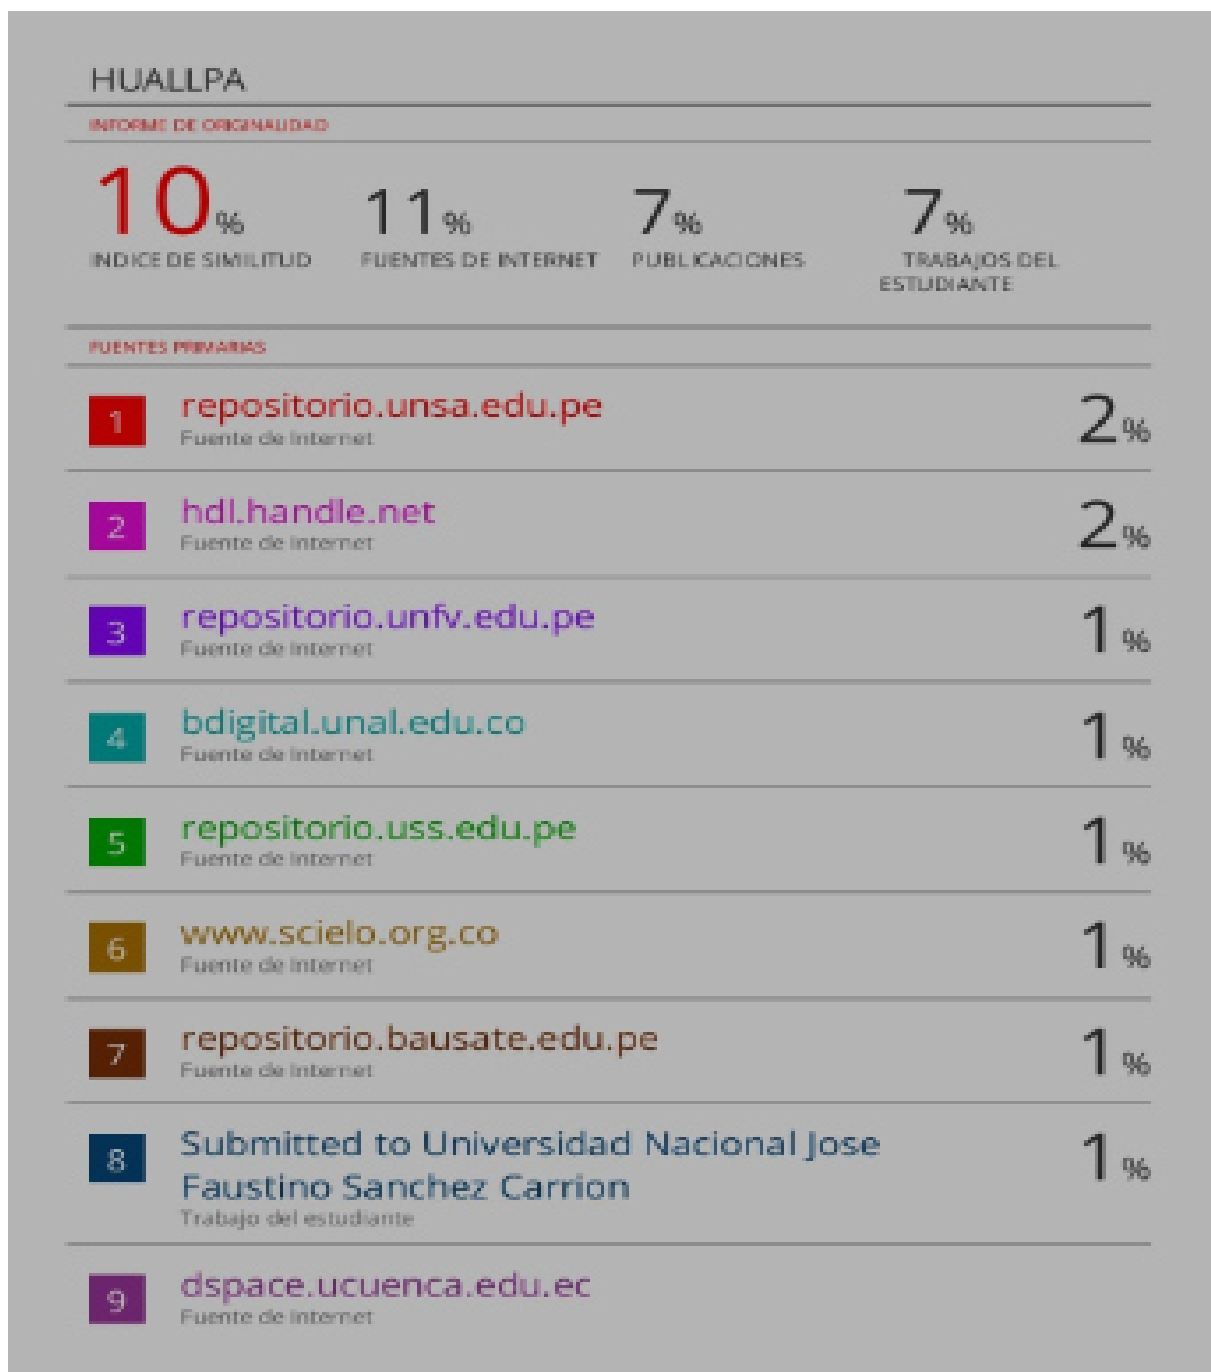 HUALLPA
INFORME DE ORIGINALIDAD
10%
11%
7%
7%
INDICE DE SIMILITUD
FUENTES DE INTERNET
PUBLICACIONES
TRABAJOS DEL
ESTUDIANTE
FUENTES PRIMARIAS
1 repositorio.unsa.edu.pe 2%
Fuente de Internet
2 hdl.handle.net 2%
Fuente de Internet
3 repositorio.unfv.edu.pe 1%
Fuente de Internet
4 bdigital.unal.edu.co 1%
Fuente de Internet
5 repositorio.uss.edu.pe 1%
Fuente de Internet
6 www.scielo.org.co 1%
Fuente de Internet
7 repositorio.bausate.edu.pe 1%
Fuente de Internet
8 Submitted to Universidad Nacional Jose 1%
Faustino Sanchez Carrion
Trabajo del estudiante
9 dspace.ucuenca.edu.ec
Fuente de Internet